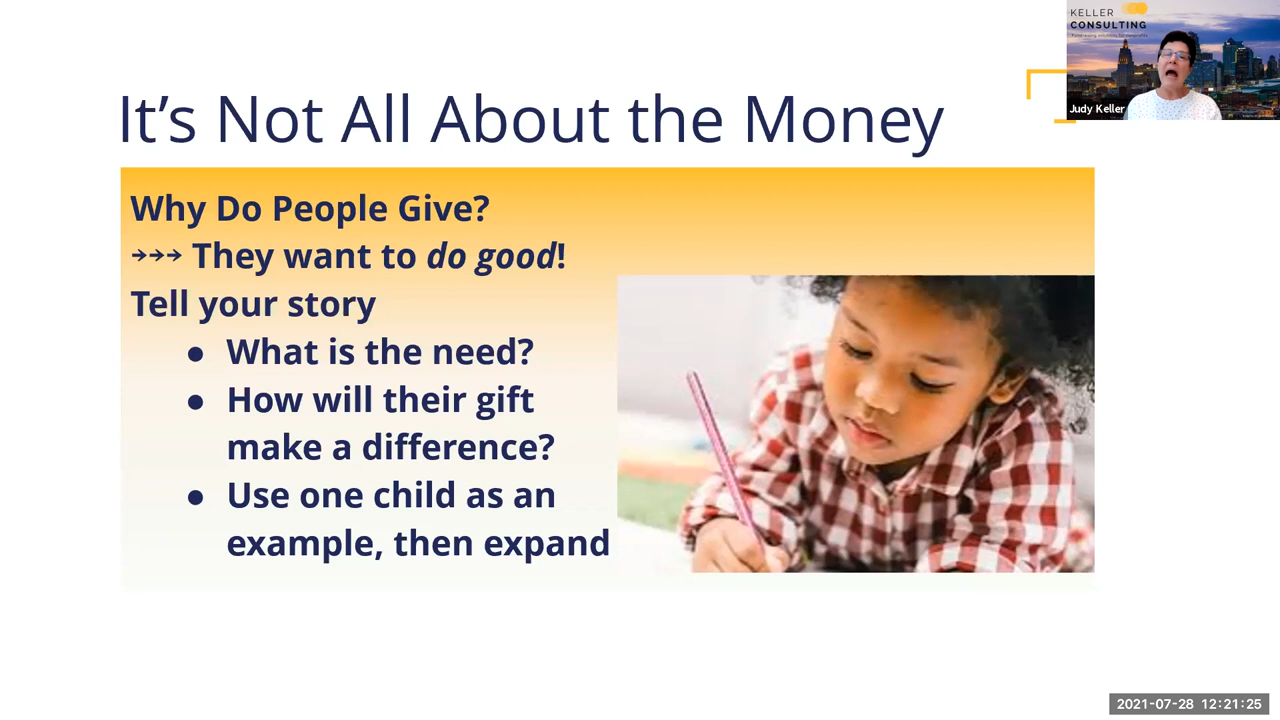 It's Not All About the Money
Why Do People Give?
→→→ They want to do good!
Tell your story
● What is the need?
● How will their gift
make a difference?
● Use one child as an
example, then expand
KELLER
CONSULTING
Judy Keller
2021-07-28 12:21:25